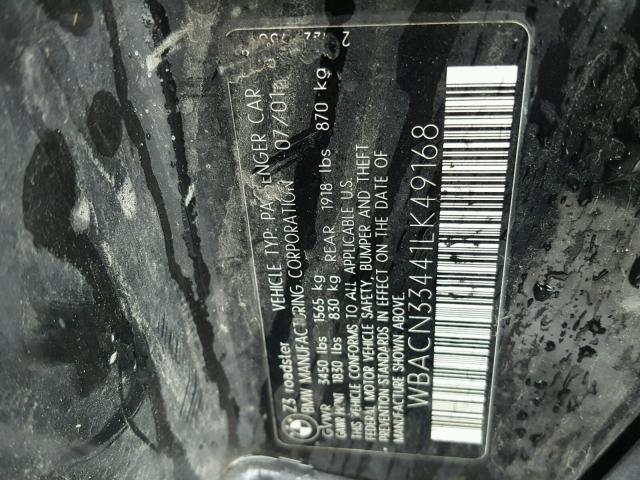 Z3 roadster VEHICLE TYP: PASSENGER CAR
BMW MANUFACTURING CORPORATION 07/01
GVWR 3450 lbs 1565 kg
GWR FRONT 1830 lbs 830 kg REAR 1918 lbs 870 kg
THIS VEHICLE CONFORMS TO ALL APPLICABLE U.S.
FEDERAL MOTOR VEHICLE SAFETY, BUMPER AND THEFT
PREVENTION STANDARDS IN EFFECT ON THE DATE OF
MANUFACTURE SHOWN ABOVE.
WBACN33441LK49168